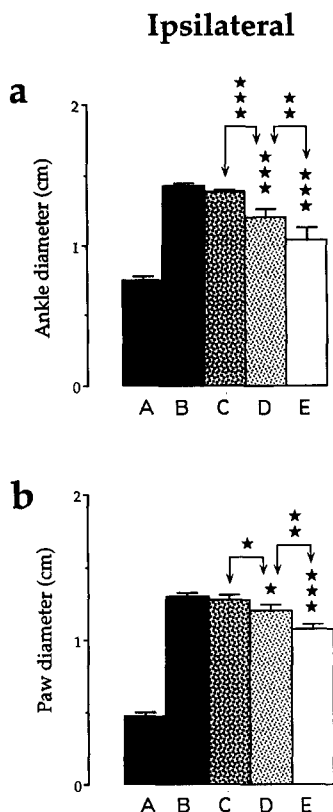 Ipsilateral
a
★★★ ★★
2
★★★ ★★★
Ankle diameter (cm)
1
0
A B C D E
b
★★
2
★ ★ ★★★
Paw diameter (cm)
1
0
A B C D E